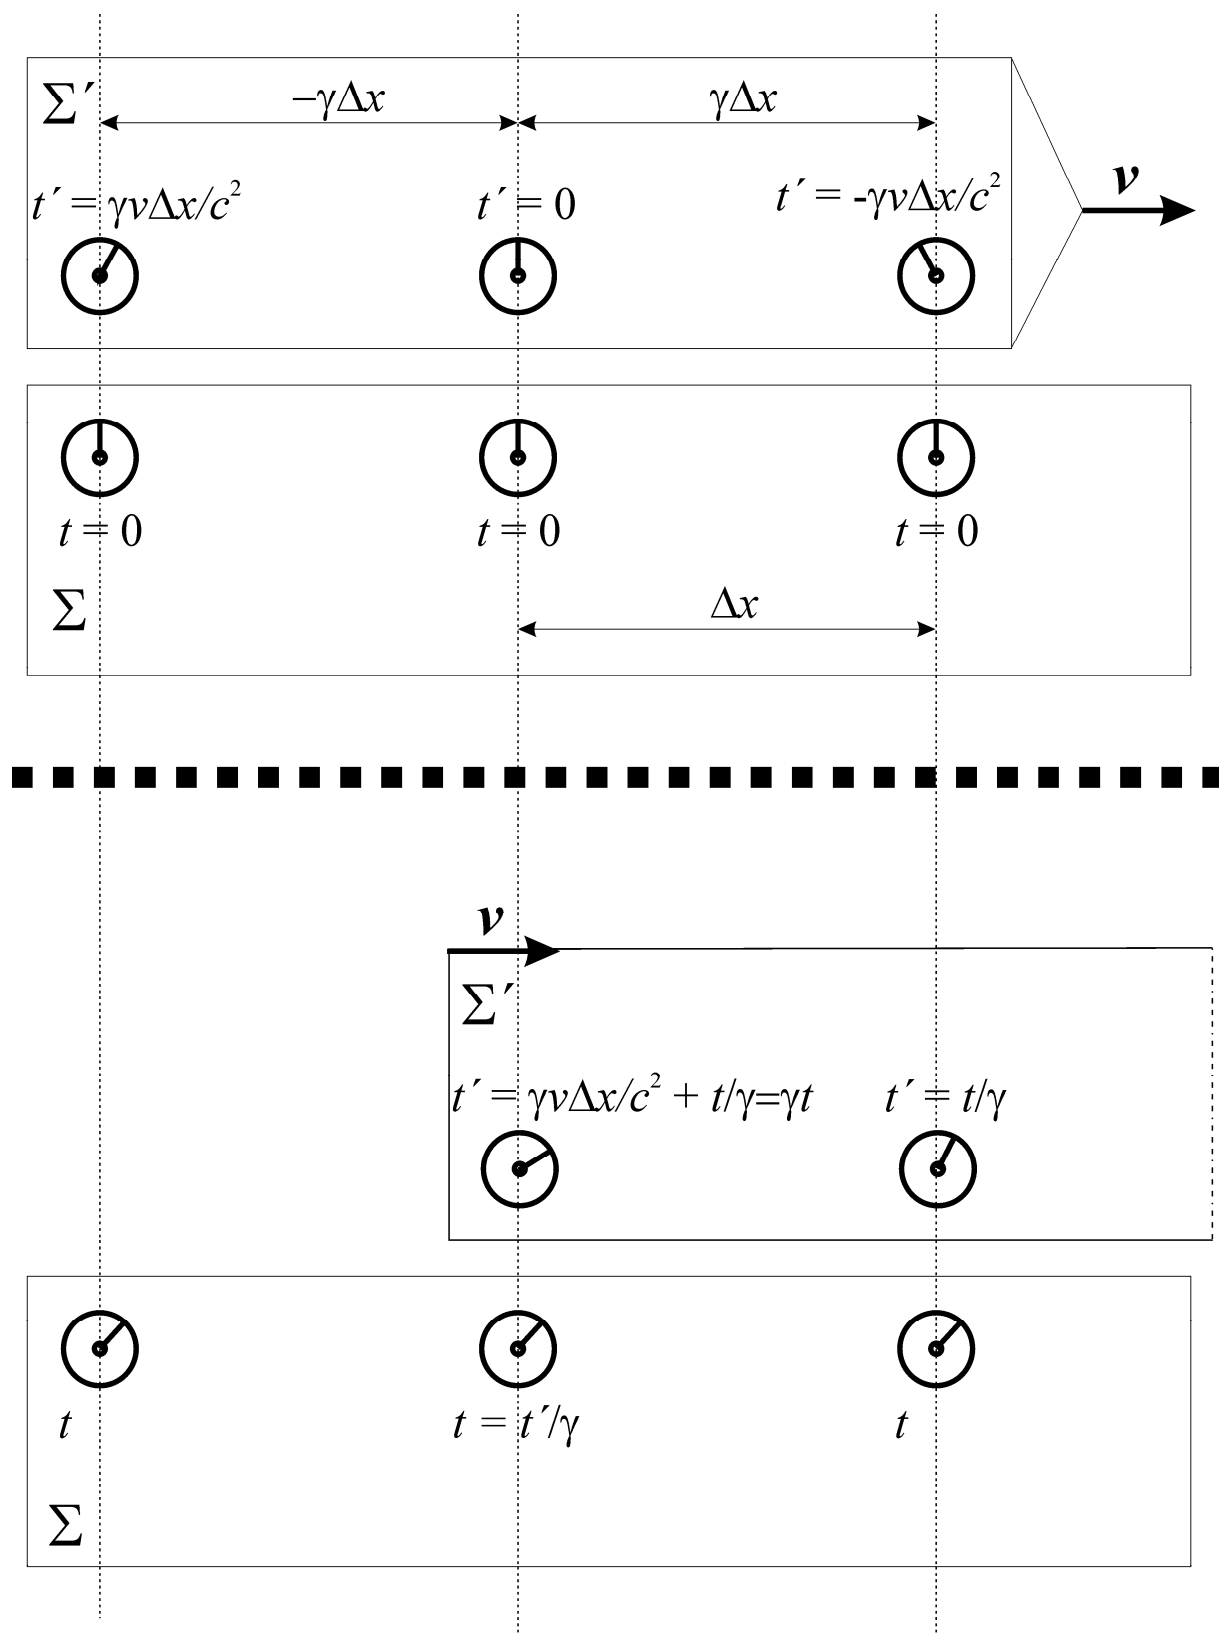 Σ´
−γΔx
γΔx
t´ = γvΔx/c²
t´ = 0
t´ = -γvΔx/c²
v
t = 0
t = 0
t = 0
Σ
Δx
v
Σ´
t´ = γvΔx/c² + t/γ=γt
t´ = t/γ
t
t = t´/γ
t
Σ